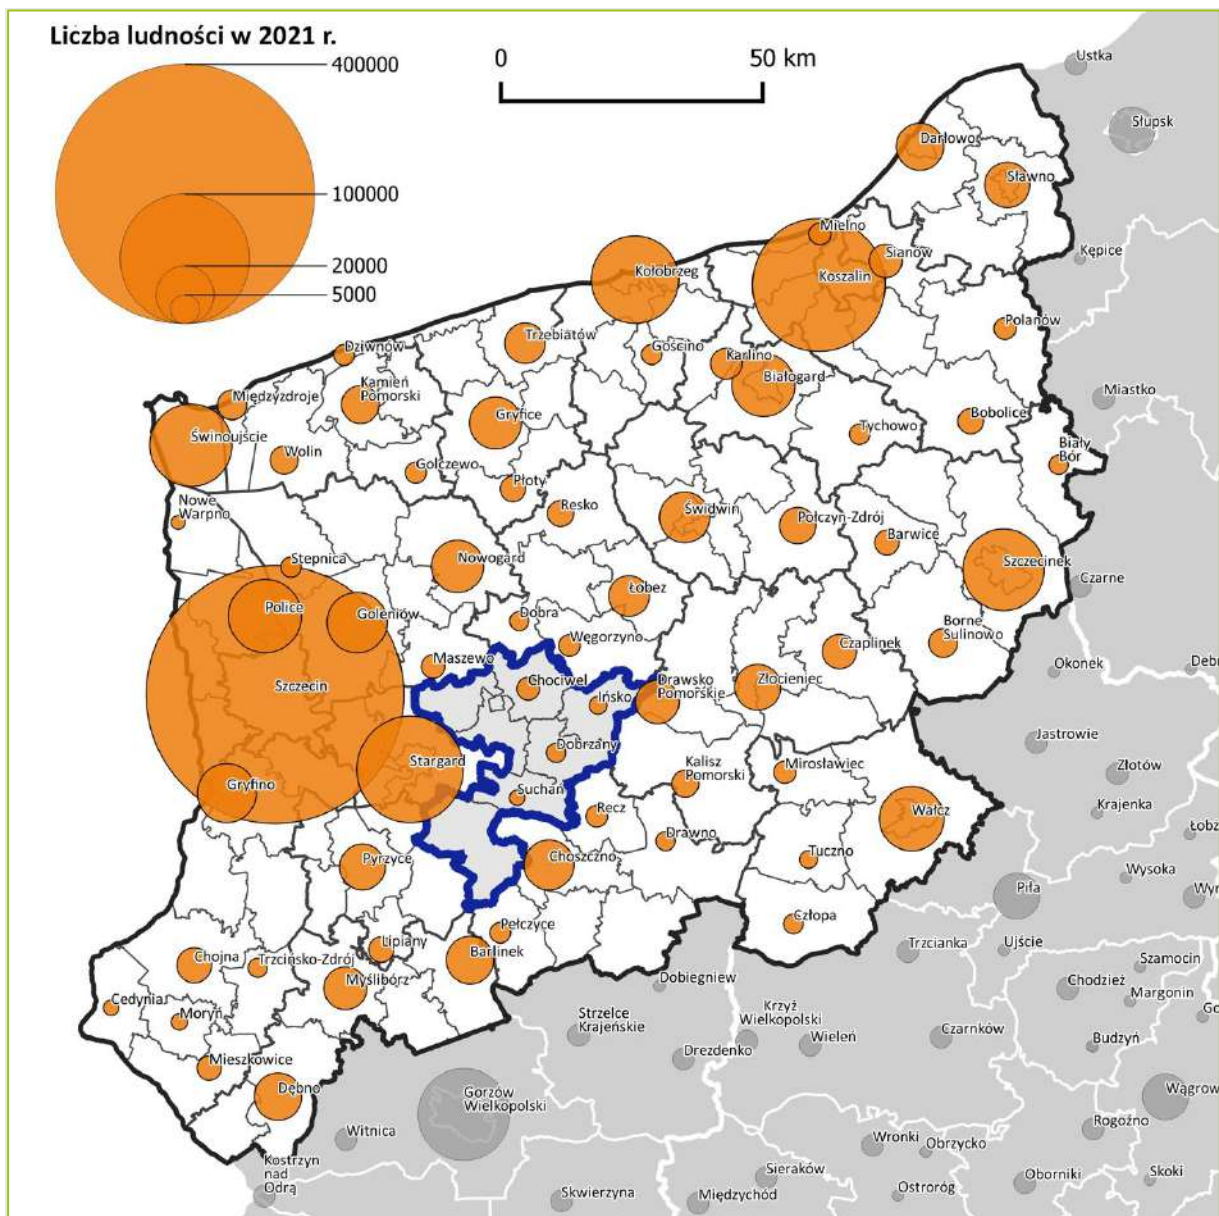 Liczba ludności w 2021 r.
400000
100000
20000
5000
0
50 km
Ustka
Słupsk
Darłowo
Sławno
Mielno
Sianów
Kępice
Kołobrzeg
Koszalin
Polanów
Trzebiatów
Dziwnów
Gościno
Karlino
Białogard
Międzyzdroje
Kamień
Pomorski
Miastko
Gryfice
Bobolice
Świnoujście
Tychowo
Biały
Bór
Wolin
Golczewo
Płoty
Nowe
Warpno
Resko
Świdwin
Połczyn-Zdrój
Barwice
Szczecinek
Stepnica
Nowogard
Łobez
Czarne
Police
Goleniów
Dobra
Węgorzyno
Czaplinek
Borne
Sulinowo
Maszewo
Okonek
Debr
Szczecin
Chociwel
Ińsko
Drawsko
Pomorskie
Złocieniec
Jastrowie
Dobrzany
Stargard
Kalisz
Pomorski
Mirosławiec
Złotów
Gryfino
Suchań
Recz
Wałcz
Krajenka
Łobż
Drawno
Tuczno
Pyrzyce
Choszczno
Wysoka
Wyr
Piła
Człopa
Pełczyce
Lipiany
Barlinek
Trzcianka
Ujście
Szamocin
Chojna
Trzcińsko-Zdrój
Myślibórz
Dobiegniew
Chodzież
Margonin
Cedynia
Moryń
Strzelce
Krajeńskie
Krzyż
Wielkopolski
Wieleń
Czarnków
Go
Budzyń
Mieszkowice
Drezdenko
Dębno
Gorzów
Wielkopolski
Wągrow
Witnica
Rogoźno
Wronki
Obrzycko
Kostrzyn
nad
Odrą
Sieraków
Oborniki
Skoki
Skwierzyna
Międzychód
Ostroróg